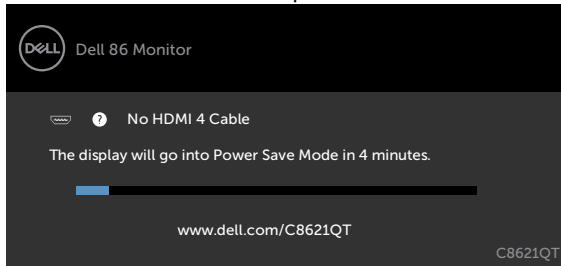 DELL Dell 86 Monitor
? No HDMI 4 Cable
The display will go into Power Save Mode in 4 minutes.
www.dell.com/C8621QT
C8621QT